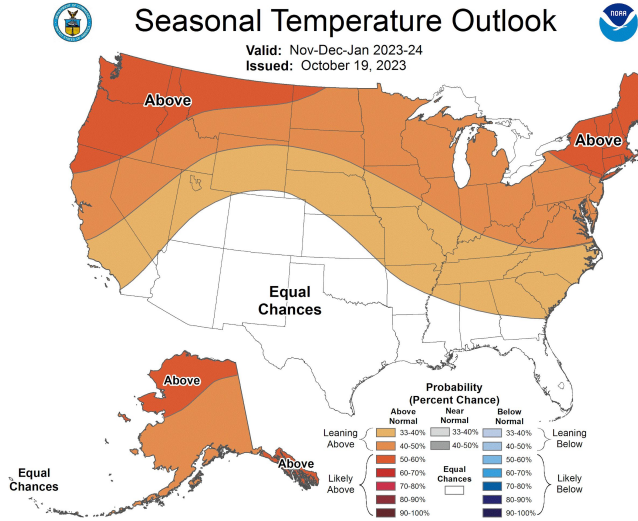 Seasonal Temperature Outlook
NOAA
Valid: Nov-Dec-Jan 2023-24
Issued: October 19, 2023
Above
Above
Equal
Chances
Above
Above
Equal
Chances
Probability
(Percent Chance)
Above Near Below
Normal Normal Normal
Leaning
Above
33-40% 33-40% 33-40%
40-50% 40-50% 40-50%
Leaning
Below
Likely
Above
50-60% 50-60%
60-70% 60-70%
70-80% 70-80%
80-90% 80-90%
90-100% 90-100%
Equal
Chances
Likely
Below